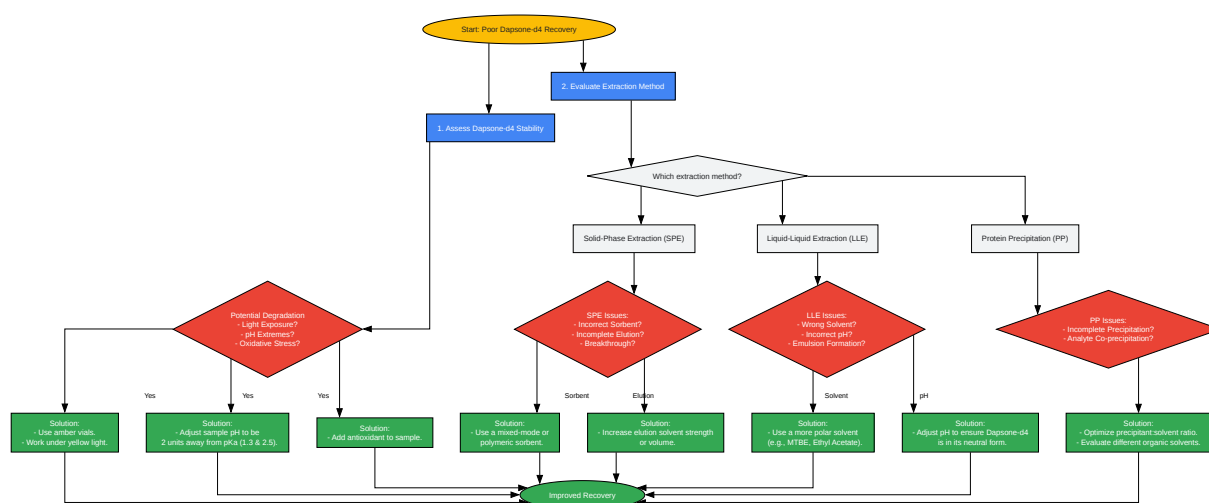 Start: Poor Dapsone-d4 Recovery
2. Evaluate Extraction Method
1. Assess Dapsone-d4 Stability
Which extraction method?
Solid-Phase Extraction (SPE)
Liquid-Liquid Extraction (LLE)
Protein Precipitation (PP)
Potential Degradation
- Light Exposure?
- pH Extremes?
- Oxidative Stress?
SPE Issues:
- Incorrect Sorbent?
- Incomplete Elution?
- Breakthrough?
LLE Issues:
- Wrong Solvent?
- Incorrect pH?
- Emulsion Formation?
PP Issues:
- Incomplete Precipitation?
- Analyte Co-precipitation?
Yes
Yes
Yes
Sorbent
Elution
Solvent
pH
Solution:
- Use amber vials.
- Work under yellow light.
Solution:
- Adjust sample pH to be
2 units away from pKa (1.3 & 2.5).
Solution:
- Add antioxidant to sample.
Solution:
- Use a mixed-mode or
polymeric sorbent.
Solution:
- Increase elution solvent strength
or volume.
Solution:
- Use a more polar solvent
(e.g., MTBE, Ethyl Acetate).
Solution:
- Adjust pH to ensure Dapsone-d4
is in its neutral form.
Solution:
- Optimize precipitant:solvent ratio.
- Evaluate different organic solvents.
Improved Recovery